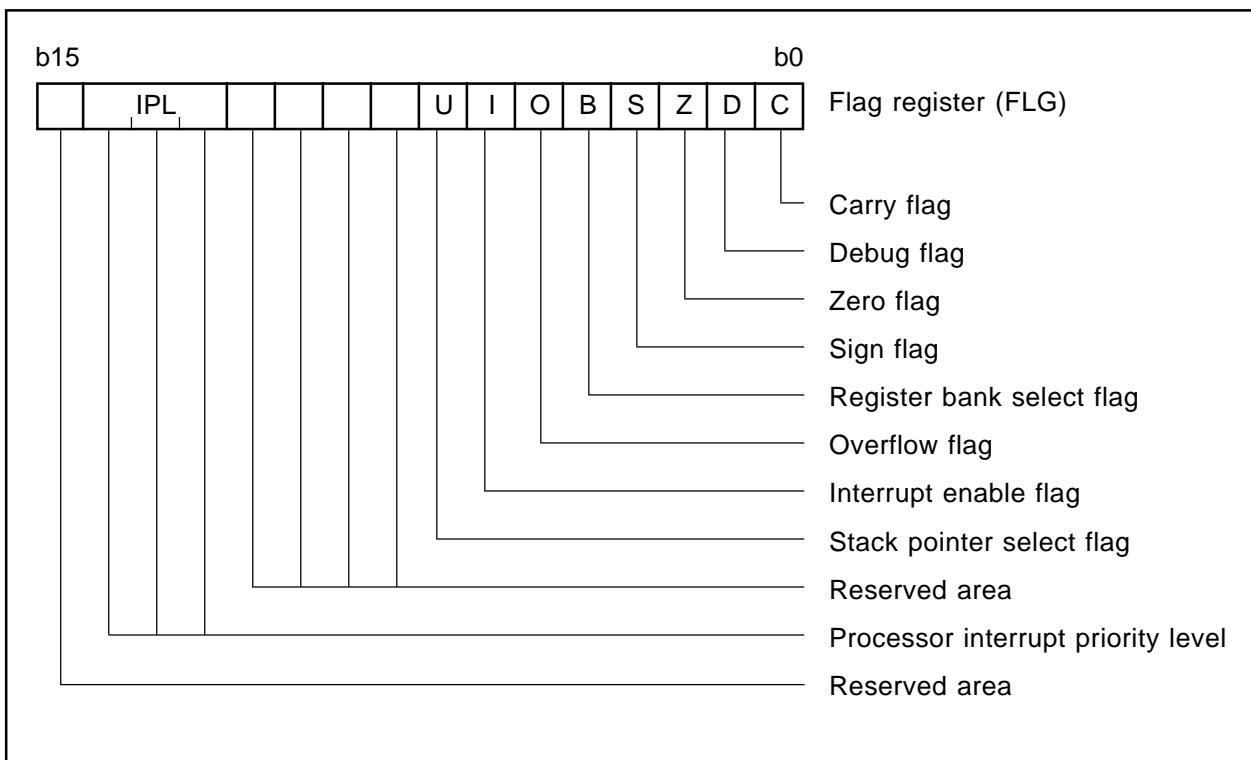 b15 b0
IPL U I O B S Z D C Flag register (FLG)
Carry flag
Debug flag
Zero flag
Sign flag
Register bank select flag
Overflow flag
Interrupt enable flag
Stack pointer select flag
Reserved area
Processor interrupt priority level
Reserved area